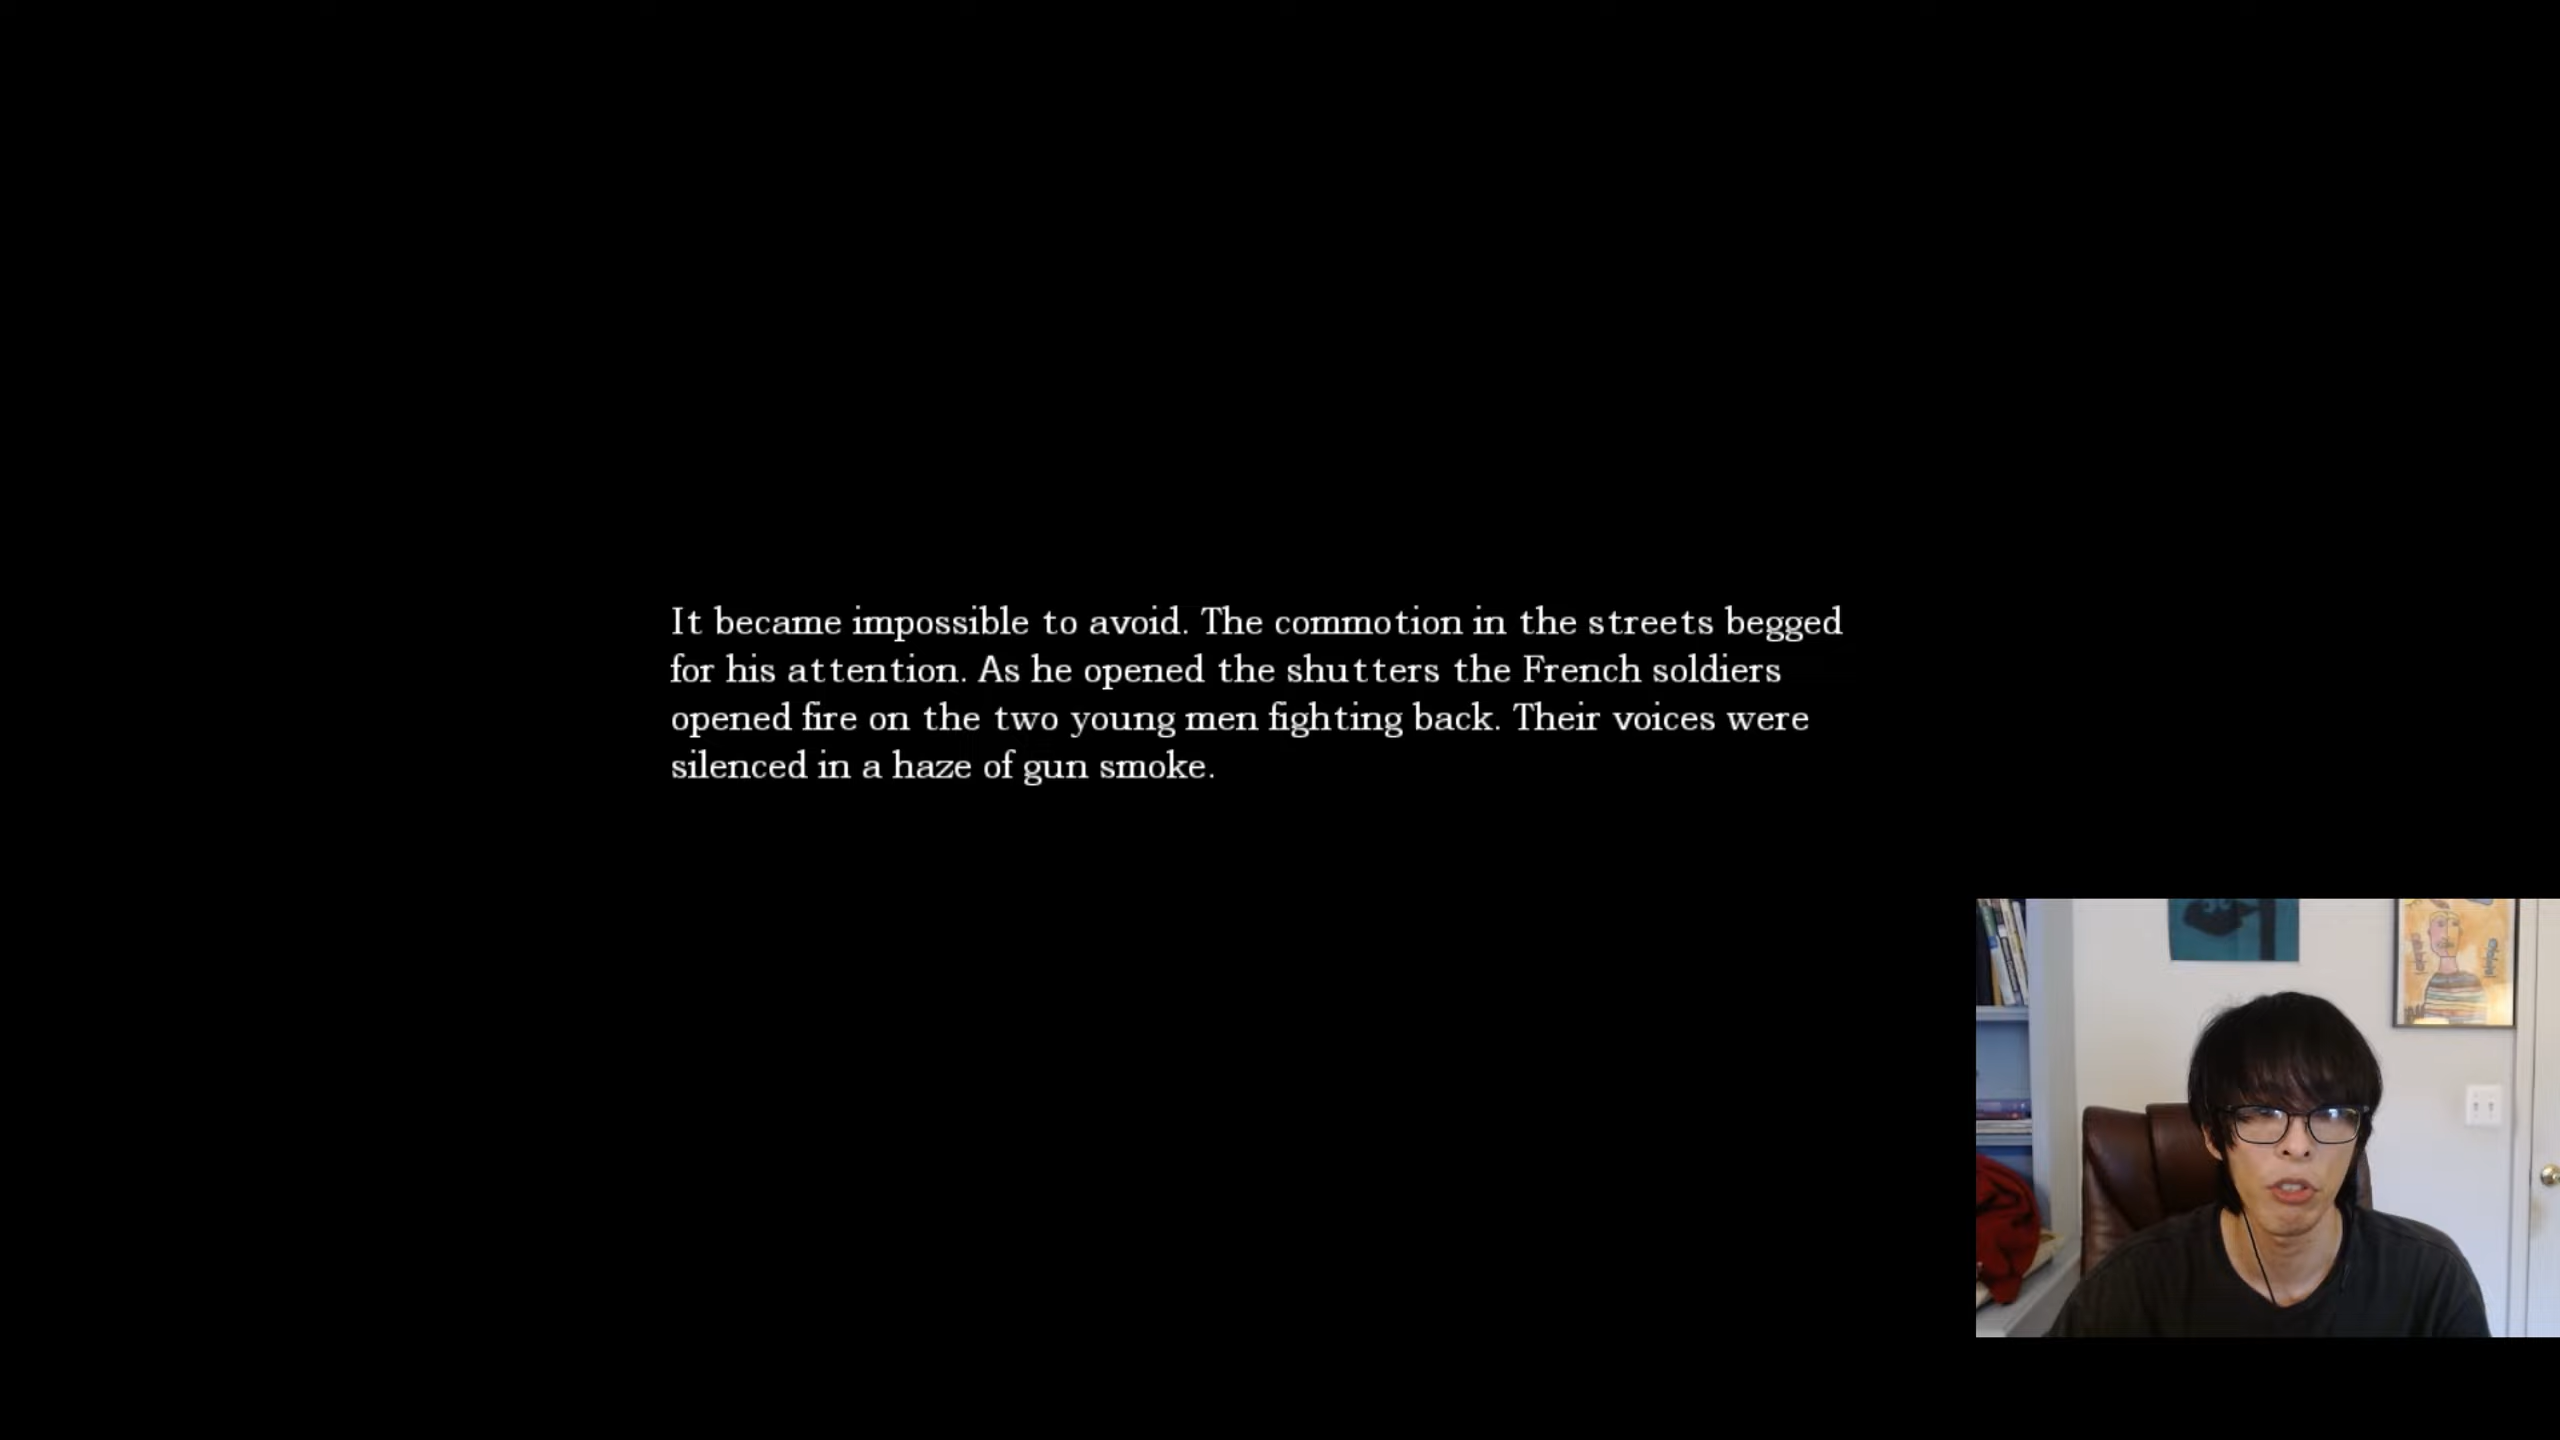 It became impossible to avoid. The commotion in the streets begged
for his attention. As he opened the shutters the French soldiers
opened fire on the two young men fighting back. Their voices were
silenced in a haze of gun smoke.